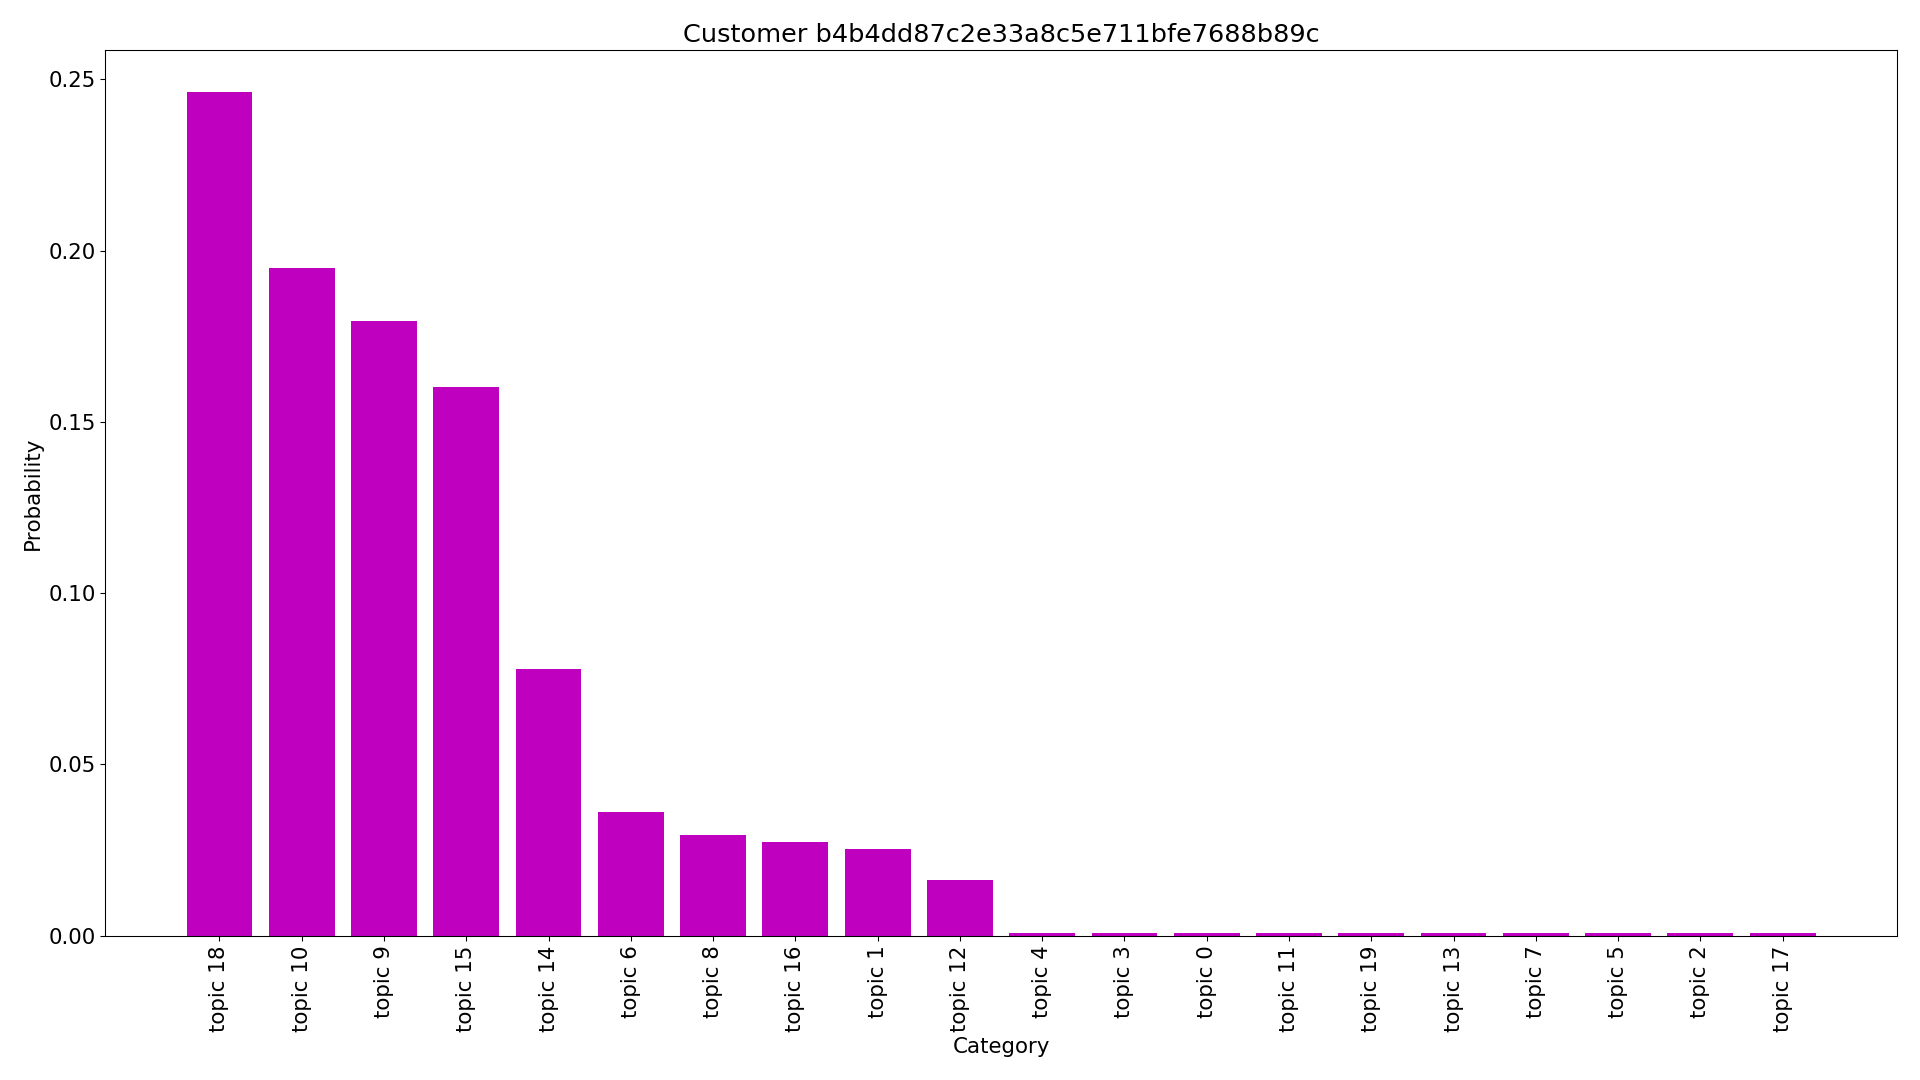 Customer b4b4dd87c2e33a8c5e711bfe7688b89c
0.25
0.20
0.15
0.10
0.05
0.00
Probability
topic 18
topic 10
topic 9
topic 15
topic 14
topic 6
topic 8
topic 16
topic 1
topic 12
topic 4
topic 3
topic 0
topic 11
topic 19
topic 13
topic 7
topic 5
topic 2
topic 17
Category